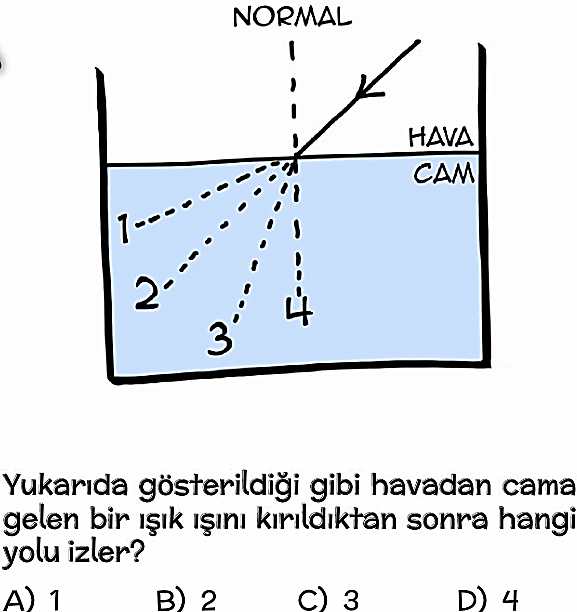 NORMAL
HAVA
CAM
1
2
3
4
Yukarıda gösterildiği gibi havadan cama
gelen bir ışık ışını kırıldıktan sonra hangi
yolu izler?
A) 1 B) 2 C) 3 D) 4